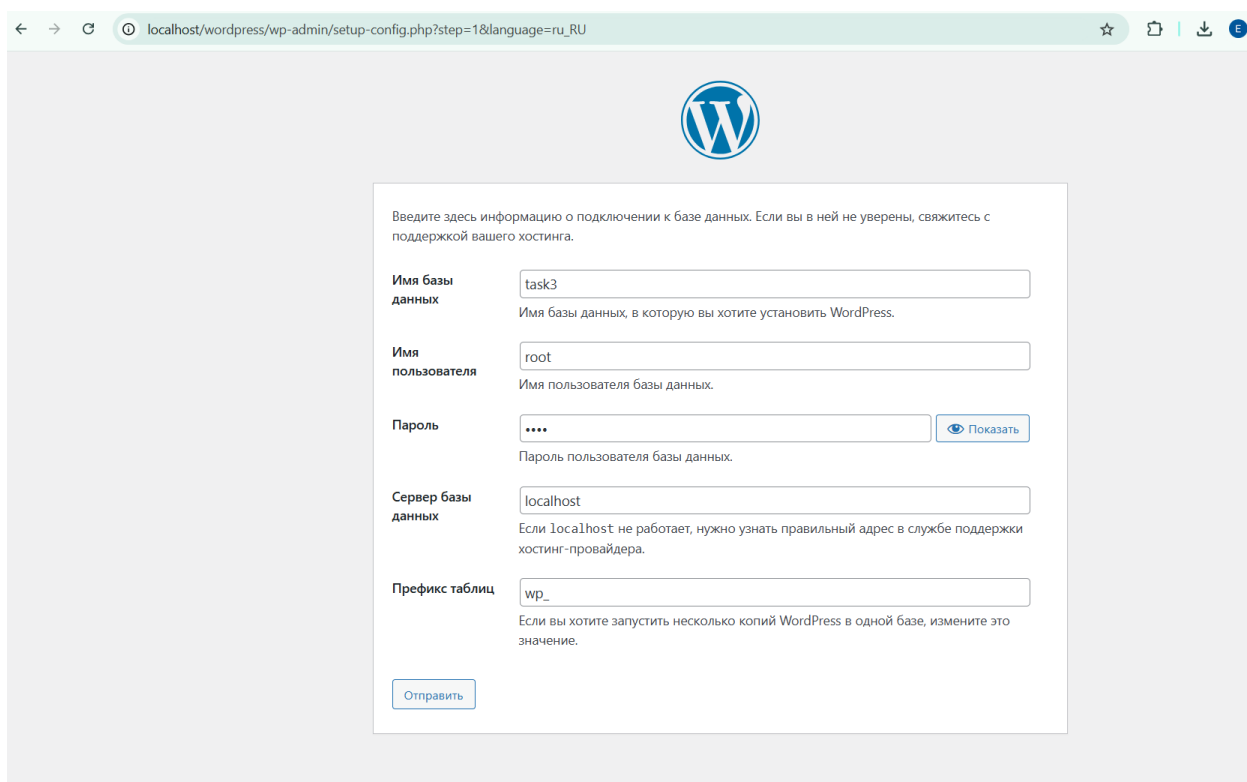 localhost/wordpress/wp-admin/setup-config.php?step=1&language=ru_RU
E
Введите здесь информацию о подключении к базе данных. Если вы в ней не уверены, свяжитесь с
поддержкой вашего хостинга.
Имя базы
данных
task3
Имя базы данных, в которую вы хотите установить WordPress.
Имя
пользователя
root
Имя пользователя базы данных.
Пароль
••••
Показать
Пароль пользователя базы данных.
Сервер базы
данных
localhost
Если localhost не работает, нужно узнать правильный адрес в службе поддержки
хостинг-провайдера.
Префикс таблиц
wp_
Если вы хотите запустить несколько копий WordPress в одной базе, измените это
значение.
Отправить